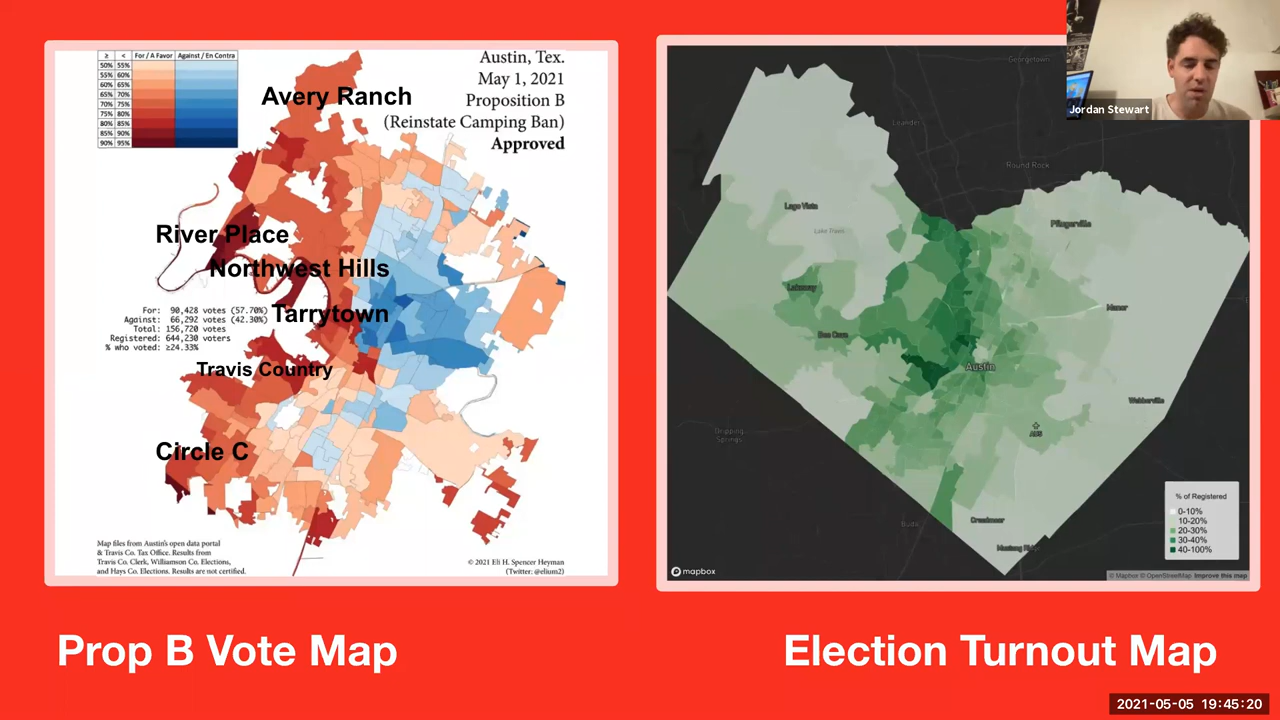 ≥ < For / A Favor Against / En Contra
50% 55%
55% 60%
60% 65%
65% 70%
70% 75%
75% 80%
80% 85%
85% 90%
90% 95%
Austin, Tex.
May 1, 2021
Proposition B
(Reinstate Camping Ban)
Approved
Avery Ranch
River Place
Northwest Hills
Tarrytown
For: 90,428 votes (57.70%)
Against: 66,292 votes (42.30%)
Total: 156,720 votes
Registered: 644,230 voters
% who voted: ≥24.33%
Travis Country
Circle C
Map files from Austin's open data portal
& Travis Co. Tax Office. Results from
Travis Co. Clerk, Williamson Co. Elections,
and Hays Co. Elections. Results are not certified.
© 2021 Eli H. Spencer Heyman
(Twitter: @elium2)
Georgetown
Leander
Round Rock
Lago Vista
Pflugerville
Lakeway
Manor
Bee Cave
Austin
Webberville
Dripping
Springs
AUS
Buda
Creedmoor
% of Registered
0-10%
10-20%
20-30%
30-40%
40-100%
mapbox
© Mapbox © OpenStreetMap Improve this map
Jordan Stewart
Prop B Vote Map
Election Turnout Map
2021-05-05 19:45:20